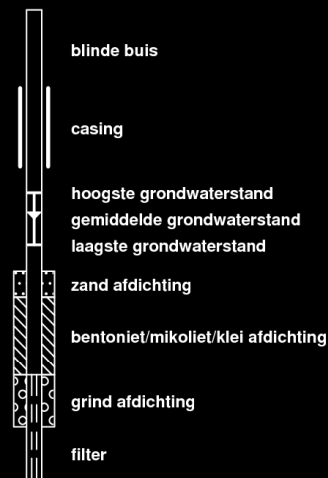 blinde buis
casing
hoogste grondwaterstand
gemiddelde grondwaterstand
laagste grondwaterstand
zand afdichting
bentoniet/mikoliet/klei afdichting
grind afdichting
filter